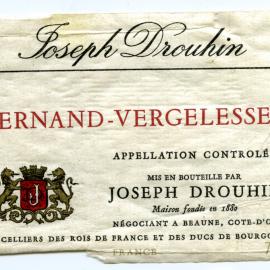 Joseph Drouhin
ERNAND-VERGELESSE
APPELLATION CONTROLÉ
MIS EN BOUTEILLE PAR
JOSEPH DROUHI
Maison fondée en 1880
NÉGOCIANT A BEAUNE, COTE-D'O
CELLIERS DES ROIS DE FRANCE ET DES DUCS DE BOURGO
FRANCE